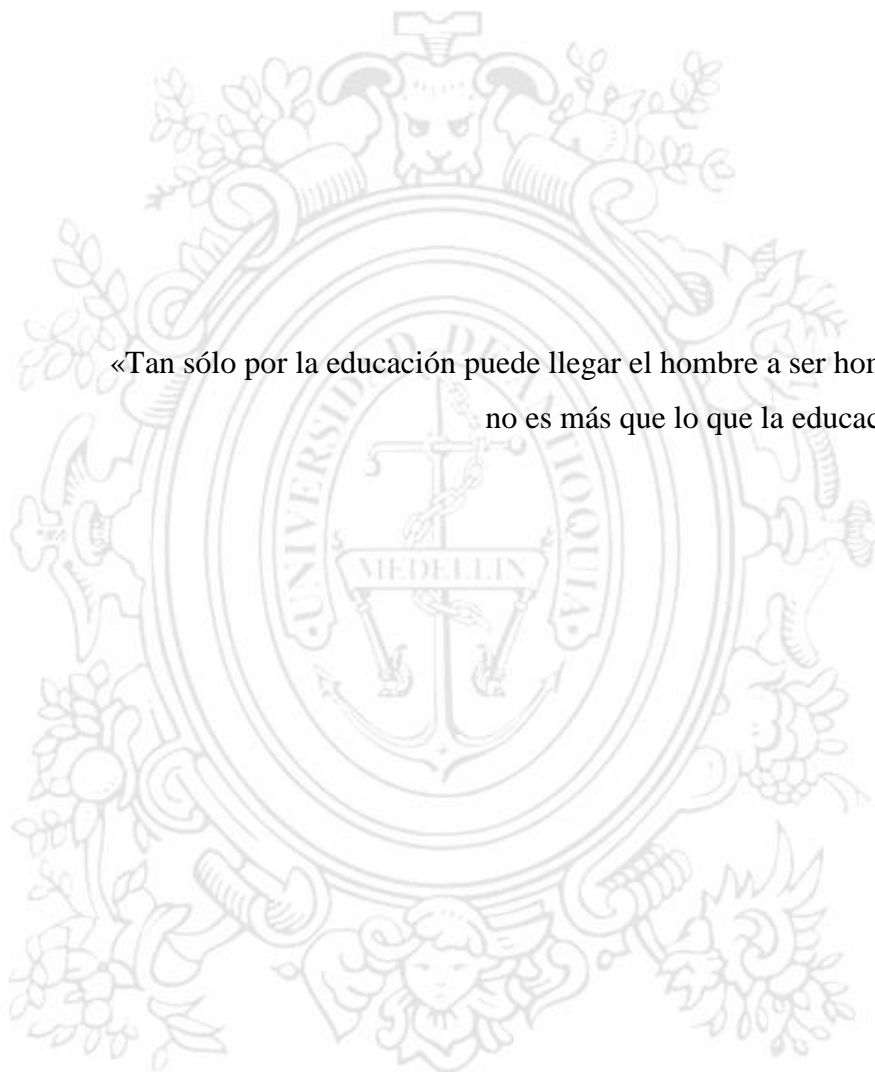 «Tan sólo por la educación puede llegar el hombre a ser
no es más que lo que la
UNIVERSIDAD DE ANTIOQUIA
MEDELLIN